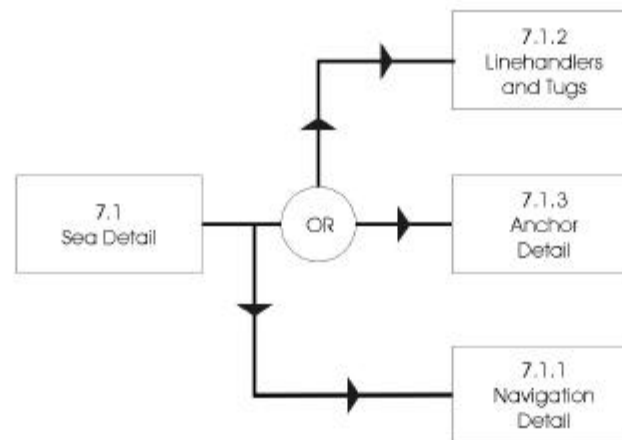 7.1.2
Linehandlers
and Tugs
7.1
Sea Detail
OR
7.1.3
Anchor
Detail
7.1.1
Navigation
Detail